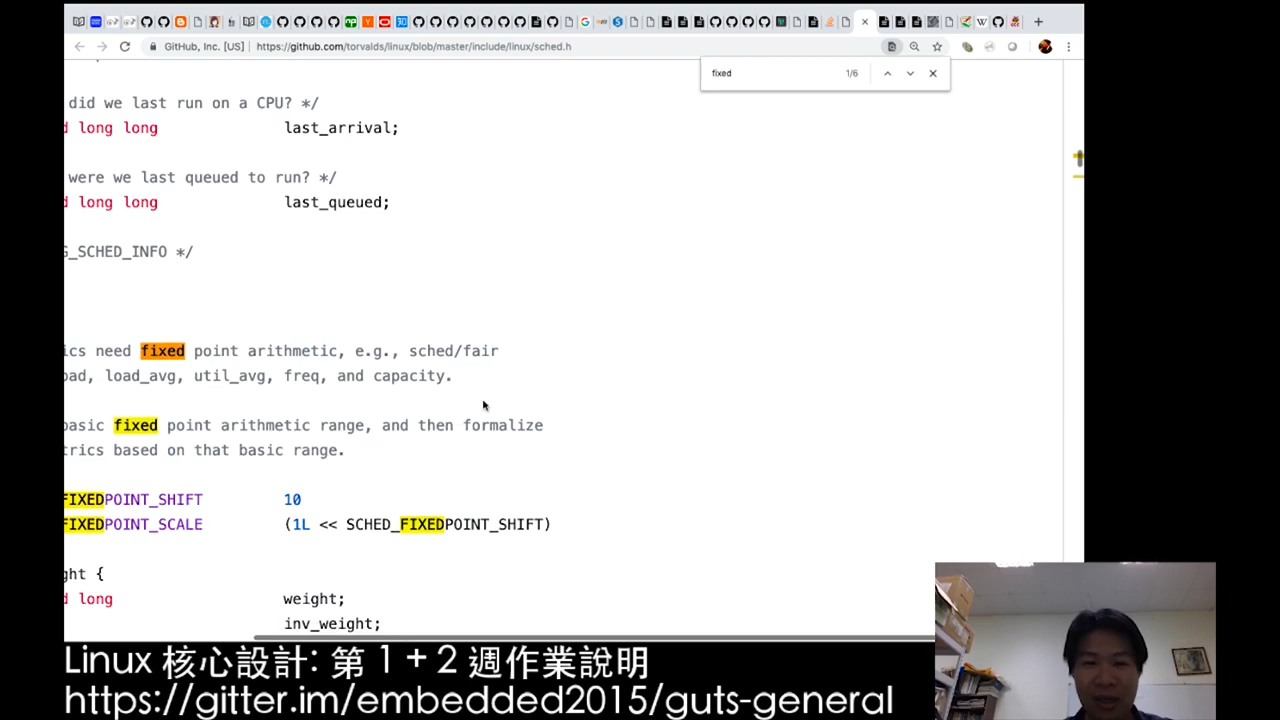 GitHub, Inc. [US] | https://github.com/torvalds/linux/blob/master/include/linux/sched.h
fixed 1/6
did we last run on a CPU? */
d long long last_arrival;
were we last queued to run? */
d long long last_queued;
G_SCHED_INFO */
ics need fixed point arithmetic, e.g., sched/fair
oad, load_avg, util_avg, freq, and capacity.
basic fixed point arithmetic range, and then formalize
trics based on that basic range.
FIXEDPOINT_SHIFT 10
FIXEDPOINT_SCALE (1L << SCHED_FIXEDPOINT_SHIFT)
ght {
d long weight;
inv_weight;
Linux 核心設計: 第 1 + 2 週作業說明
https://gitter.im/embedded2015/guts-general